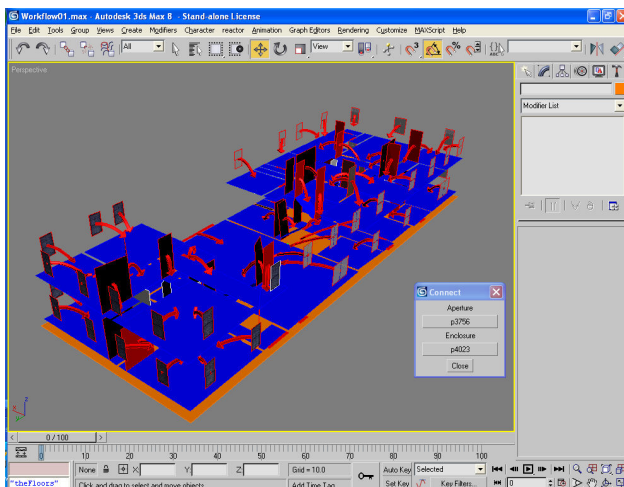 Workflow01.max - Autodesk 3ds Max 8 - Stand-alone License
File Edit Tools Group Views Create Modifiers Character reactor Animation Graph Editors Rendering Customize MAXScript Help
All View
Perspective
Modifier List
Connect
Aperture
p3756
Enclosure
p4023
Close
0 / 100
0 10 20 30 40 50 60 70 80 90 100
None X: Y: Z: Grid = 10.0 Auto Key Selected
"theFloors" Click and drag to select and move objects Add Time Tag Set Key Key Filters... 0